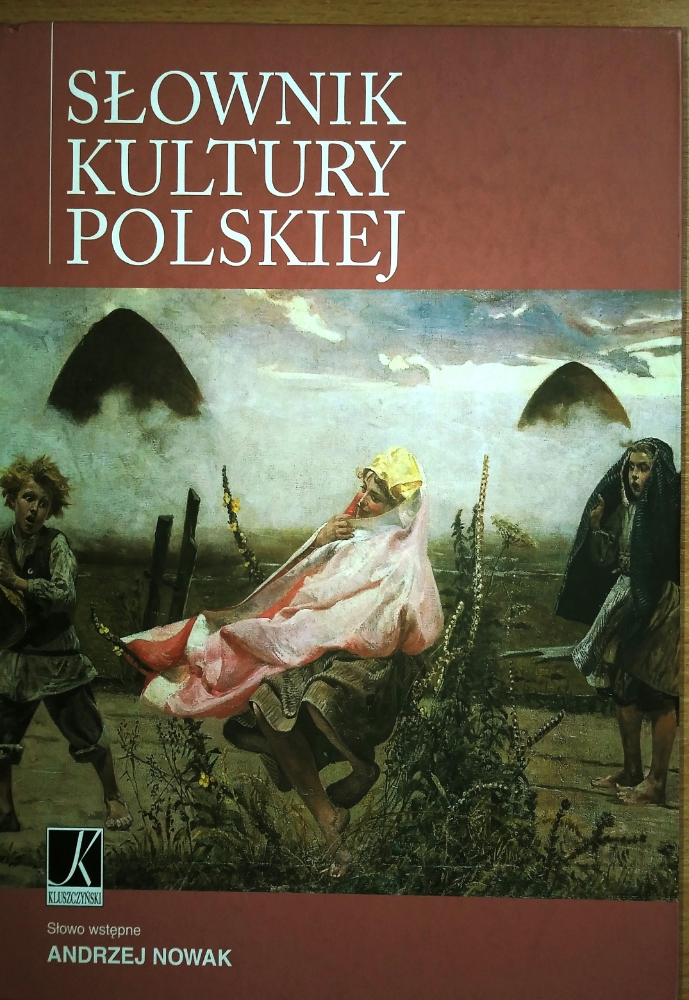 SŁOWNIK
KULTURY
POLSKIEJ
K
KLUSZCZYŃSKI
Słowo wstępne
ANDRZEJ NOWAK